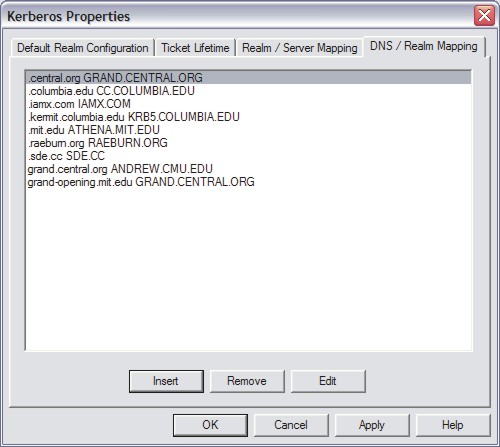 Kerberos Properties
Default Realm Configuration Ticket Lifetime Realm / Server Mapping DNS / Realm Mapping
.central.org GRAND.CENTRAL.ORG
.columbia.edu CC.COLUMBIA.EDU
.iamx.com IAMX.COM
.kermit.columbia.edu KRB5.COLUMBIA.EDU
.mit.edu ATHENA.MIT.EDU
.raeburn.org RAEBURN.ORG
.sde.cc SDE.CC
grand.central.org ANDREW.CMU.EDU
grand-opening.mit.edu GRAND.CENTRAL.ORG
Insert Remove Edit
OK Cancel Apply Help